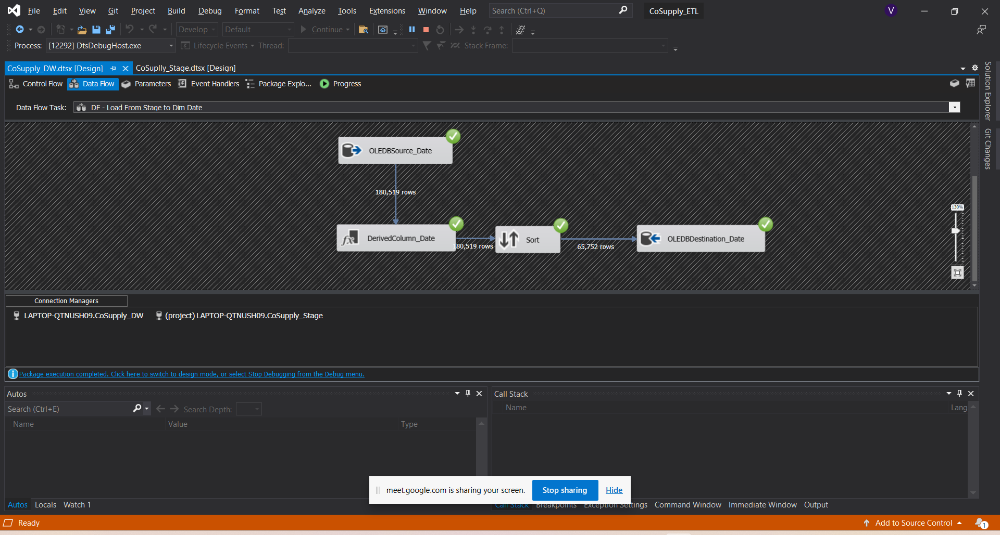 File Edit View Git Project Build Debug Format Test Analyze Tools Extensions Window Help Search (Ctrl+Q) CoSupply_ETL V
Develop Default Continue
Process: [12292] DtsDebugHost.exe Lifecycle Events Thread: Stack Frame:
CoSupply_DW.dtsx [Design] CoSuplly_Stage.dtsx [Design]
Control Flow Data Flow Parameters Event Handlers Package Explo... Progress
Data Flow Task: DF - Load From Stage to Dim Date
Solution Explorer
Git Changes
OLEDBSource_Date
180,519 rows
130%
DerivedColumn_Date
180,519 rows
Sort
65,752 rows
OLEDBDestination_Date
Connection Managers
LAPTOP-QTNUSH09.CoSupply_DW (project) LAPTOP-QTNUSH09.CoSupply_Stage
Package execution completed. Click here to switch to design mode, or select Stop Debugging from the Debug menu.
Autos
Search (Ctrl+E) Search Depth:
Name Value Type
Call Stack
Name Lang
meet.google.com is sharing your screen. Stop sharing Hide
Autos Locals Watch 1
Call Stack Breakpoints Exception Settings Command Window Immediate Window Output
Ready Add to Source Control 1